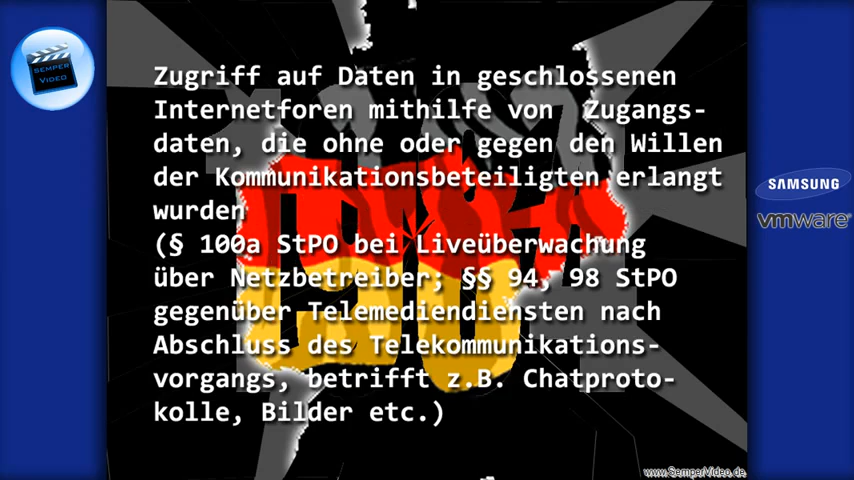 SEMPER
VIDEO
Zugriff auf Daten in geschlossenen
Internetforen mithilfe von Zugangs-
daten, die ohne oder gegen den Willen
der Kommunikationsbeteiligten erlangt
wurden
(§ 100a StPO bei Liveüberwachung
über Netzbetreiber; §§ 94, 98 StPO
gegenüber Telemediendiensten nach
Abschluss des Telekommunikations-
vorgangs, betrifft z.B. Chatproto-
kolle, Bilder etc.)
SAMSUNG
vmware®
www.SemperVideo.de